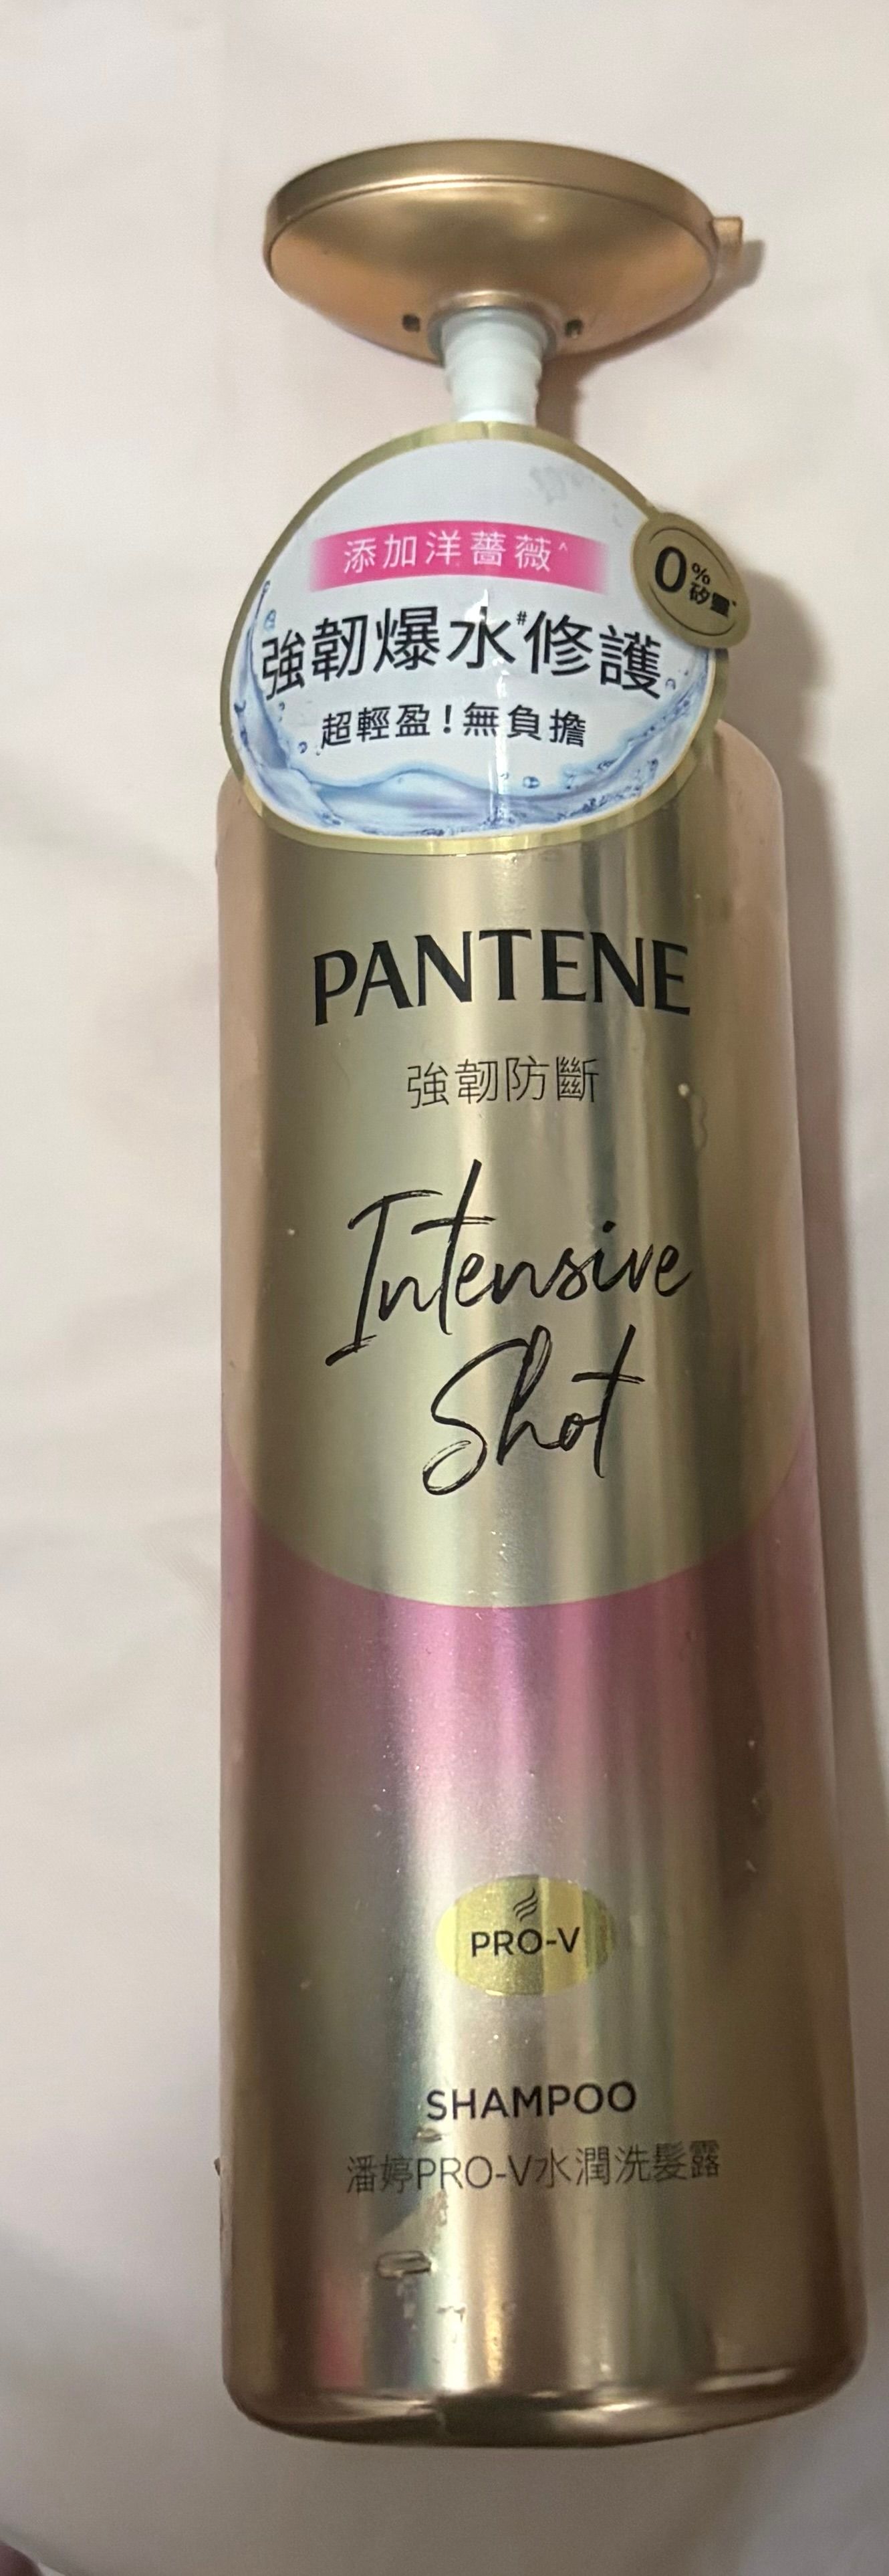 添加洋薔薇^
0%
矽靈*
強韌爆水#修護
超輕盈!無負擔
PANTENE
強韌防斷
Intensive
Shot
PRO-V
SHAMPOO
潘婷PRO-V水潤洗髮露